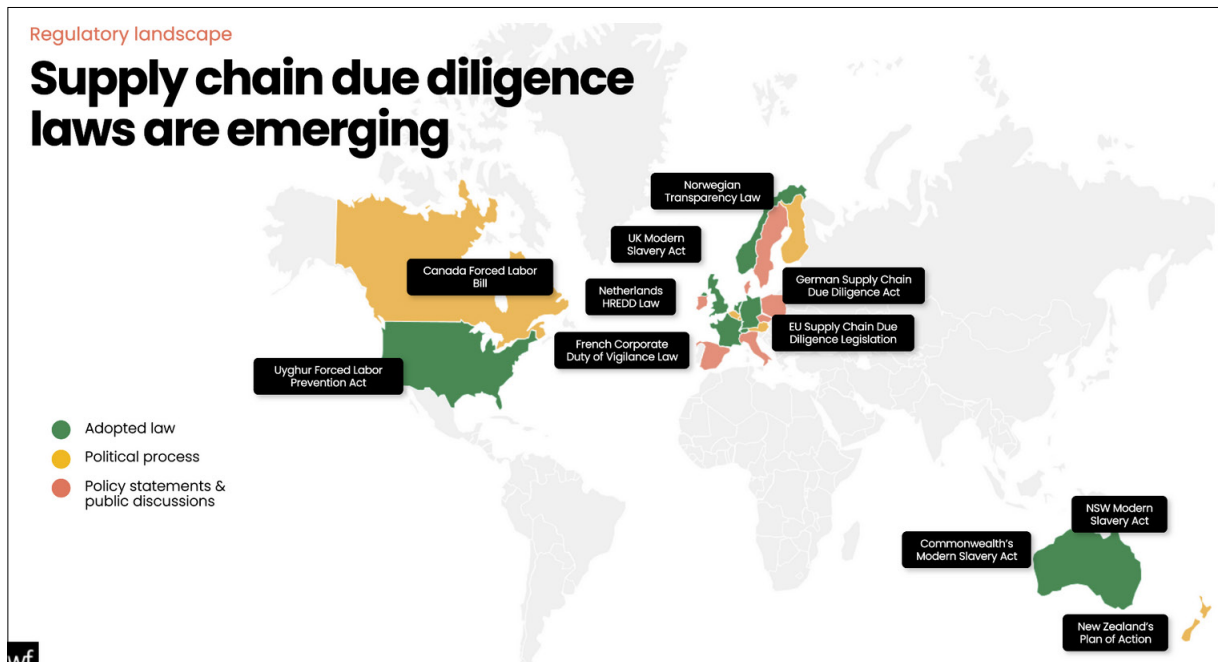 Regulatory landscape
Supply chain due diligence
laws are emerging
Norwegian
Transparency Law
UK Modern
Slavery Act
Canada Forced Labor
Bill
Netherlands
HREDD Law
German Supply Chain
Due Diligence Act
French Corporate
Duty of Vigilance Law
EU Supply Chain Due
Diligence Legislation
Uyghur Forced Labor
Prevention Act
Adopted law
Political process
Policy statements &
public discussions
NSW Modern
Slavery Act
Commonwealth's
Modern Slavery Act
New Zealand's
Plan of Action
wf